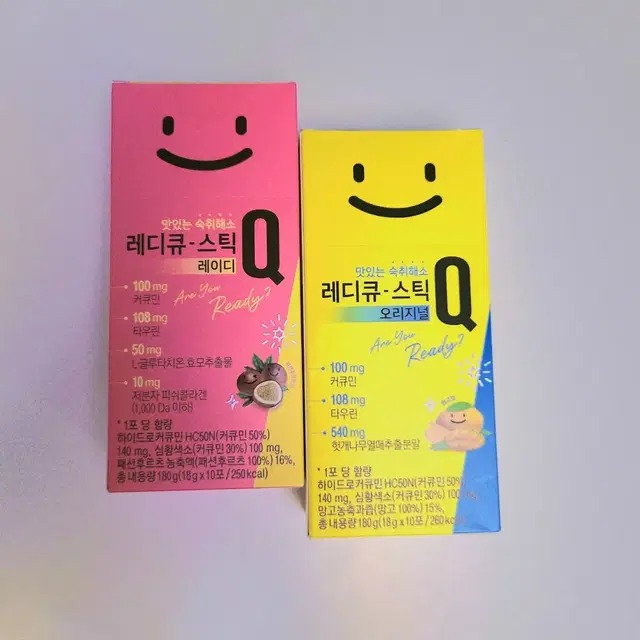 맛있는 숙취해소
레디큐-스틱
Q
레이디
Are You
Ready?
100 mg
커큐민
108 mg
타우린
50 mg
L-글루타치온 효모추출물
10 mg
저분자 피쉬콜라겐
(1,000 Da 이하)
* 1포 당 함량
하이드로커큐민 HC50N(커큐민 50%)
140 mg, 심황색소(커큐민 30%) 100 mg,
패션후르츠 농축액(패션후르츠 100%) 16%,
총 내용량 180 g (18 g x 10포 / 250 kcal)
맛있는 숙취해소
레디큐-스틱
Q
오리지널
Are You
Ready?
100 mg
커큐민
108 mg
타우린
540 mg
헛개나무열매추출분말
* 1포 당 함량
하이드로커큐민 HC50N(커큐민 50%)
140 mg, 심황색소(커큐민 30%) 100 mg,
망고농축과즙(망고 100%) 15%,
총 내용량 180 g (18 g x 10포 / 260 kcal)